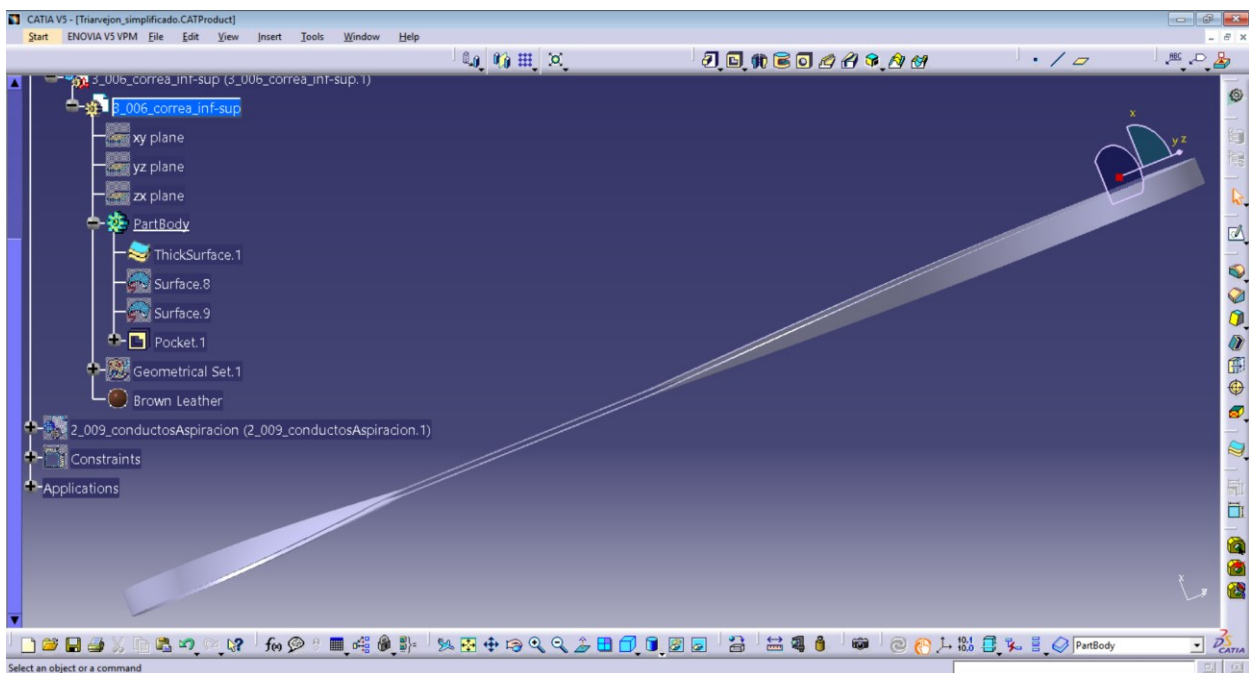 CATIA V5 - [Triarvejon_simplificado.CATProduct]
Start ENOVIA V5 VPM File Edit View Insert Tools Window Help
3_006_correa_inf-sup (3_006_correa_inf-sup.1)
3_006_correa_inf-sup
xy plane
yz plane
zx plane
PartBody
ThickSurface.1
Surface.8
Surface.9
Pocket.1
Geometrical Set.1
Brown Leather
2_009_conductosAspiracion (2_009_conductosAspiracion.1)
Constraints
Applications
x
y z
x
PartBody
CATIA
Select an object or a command